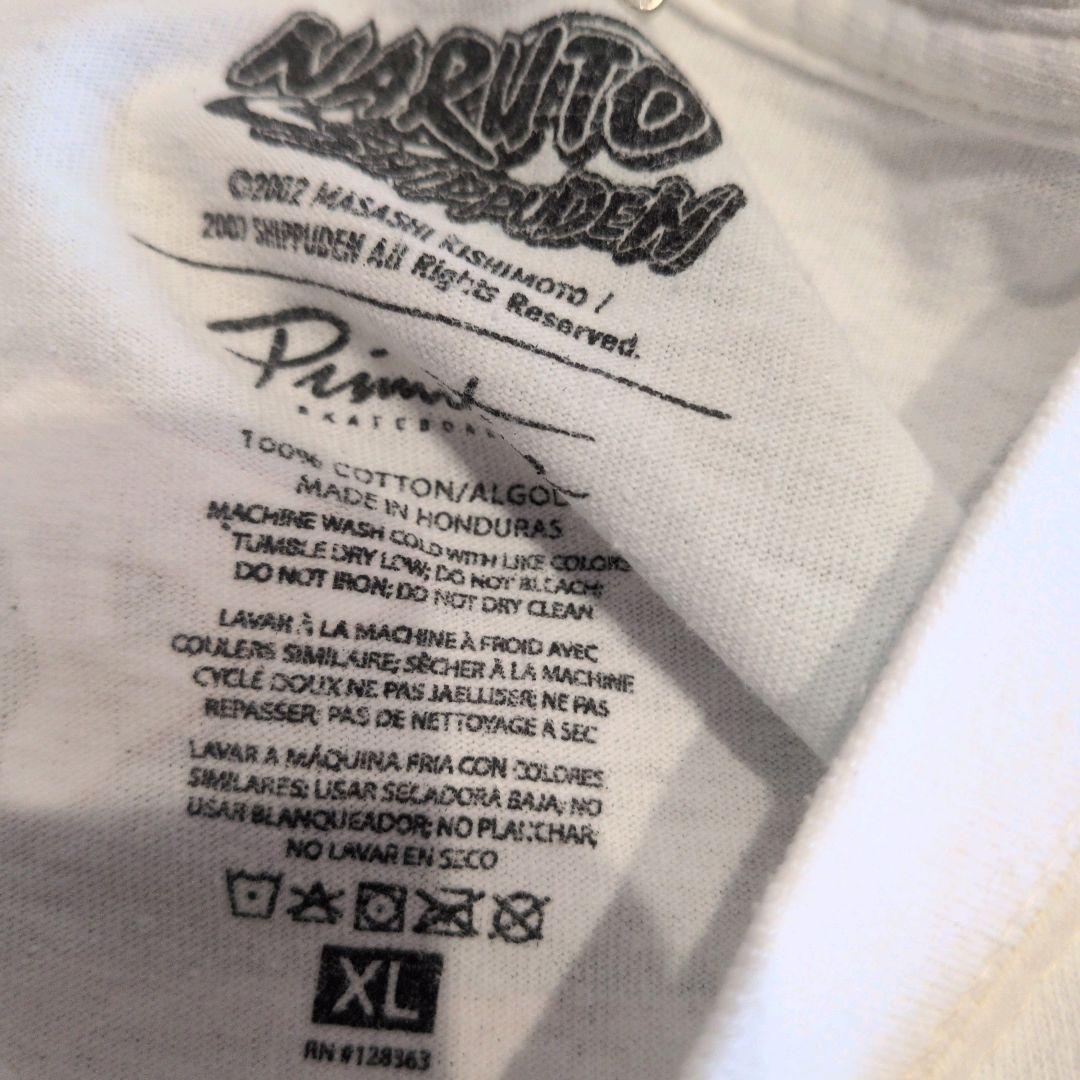 NARUTO
SHIPPUDEN
©2002 MASASHI KISHIMOTO /
2007 SHIPPUDEN All Rights Reserved.
Primit
SKATEBOA
100% COTTON/ALGOD
MADE IN HONDURAS
MACHINE WASH COLD WITH LIKE COLORS
TUMBLE DRY LOW; DO NOT BLEACH;
DO NOT IRON; DO NOT DRY CLEAN
LAVAR À LA MACHINE À FROID AVEC
COULERS SIMILAIRE; SÉCHER À LA MACHINE
CYCLE DOUX NE PAS JAELLISER; NE PAS
REPASSER; PAS DE NETTOYAGE A SEC
LAVAR A MÁQUINA FRIA CON COLORES
SIMILARES; USAR SECADORA BAJA; NO
USAR BLANQUEADOR; NO PLANCHAR;
NO LAVAR EN SECO
XL
RN #128363